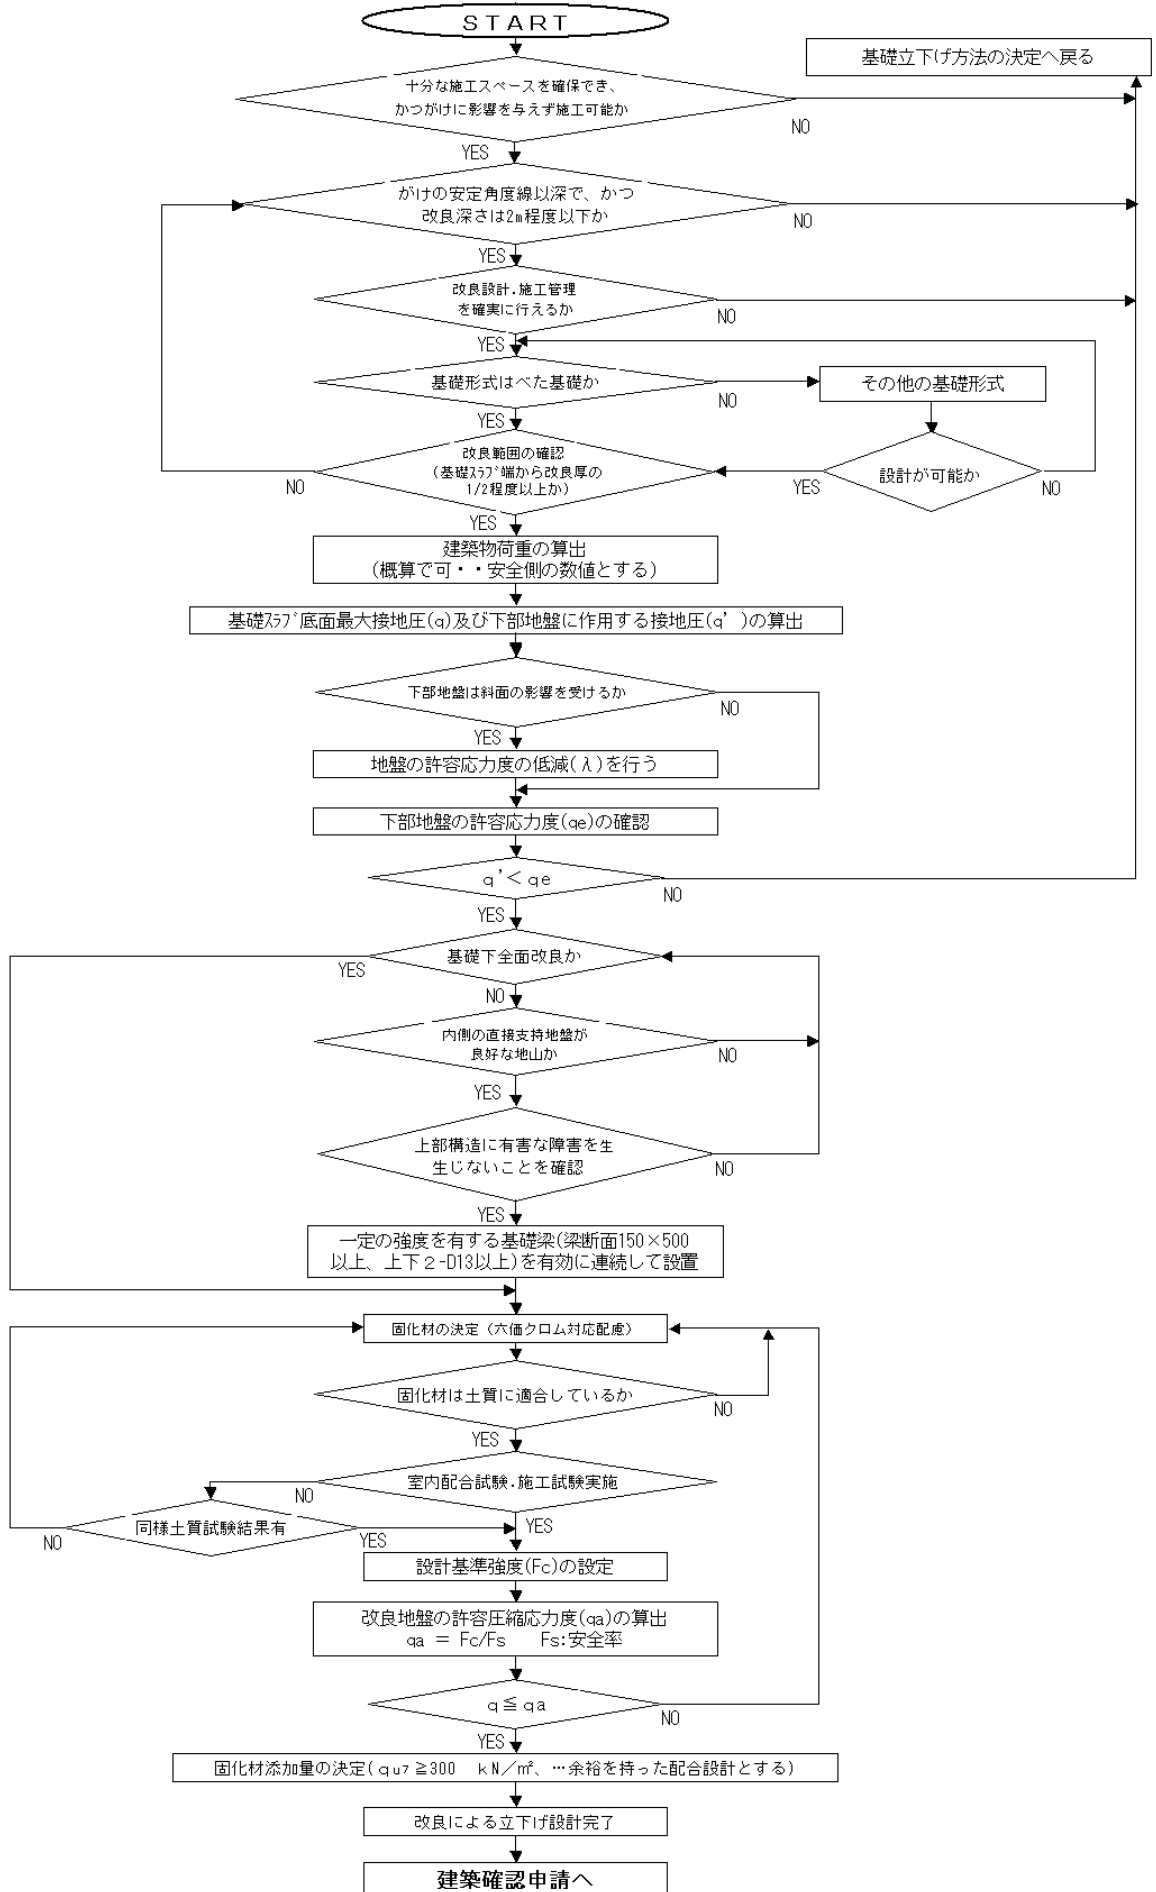 START
基礎立下げ方法の決定へ戻る
十分な施工スペースを確保でき、
かつがけに影響を与えず施工可能か
NO
YES
がけの安定角度線以深で、かつ
改良深さは2m程度以下か
NO
YES
改良設計.施工管理
を確実に行えるか
NO
YES
基礎形式はべた基礎か
NO
その他の基礎形式
YES
改良範囲の確認
(基礎ｽﾗﾌﾞ端から改良厚の
1/2程度以上か)
NO
設計が可能か
YES
NO
YES
建築物荷重の算出
(概算で可・・安全側の数値とする)
基礎ｽﾗﾌﾞ底面最大接地圧(q)及び下部地盤に作用する接地圧(q’)の算出
下部地盤は斜面の影響を受けるか
NO
YES
地盤の許容応力度の低減(λ)を行う
下部地盤の許容応力度(qe)の確認
q'＜qe
NO
YES
基礎下全面改良か
YES
NO
内側の直接支持地盤が
良好な地山か
NO
YES
上部構造に有害な障害を生
生じないことを確認
NO
YES
一定の強度を有する基礎梁(梁断面150×500
以上、上下２-D13以上)を有効に連続して設置
固化材の決定（六価クロム対応配慮）
固化材は土質に適合しているか
NO
YES
室内配合試験.施工試験実施
NO
YES
同様土質試験結果有
NO
YES
設計基準強度(Fc)の設定
改良地盤の許容圧縮応力度(qa)の算出
qa ＝ Fc/Fs　Fs:安全率
q≦qa
NO
YES
固化材添加量の決定(ｑu7≧300　ｋN／㎡、…余裕を持った配合設計とする)
改良による立下げ設計完了
建築確認申請へ